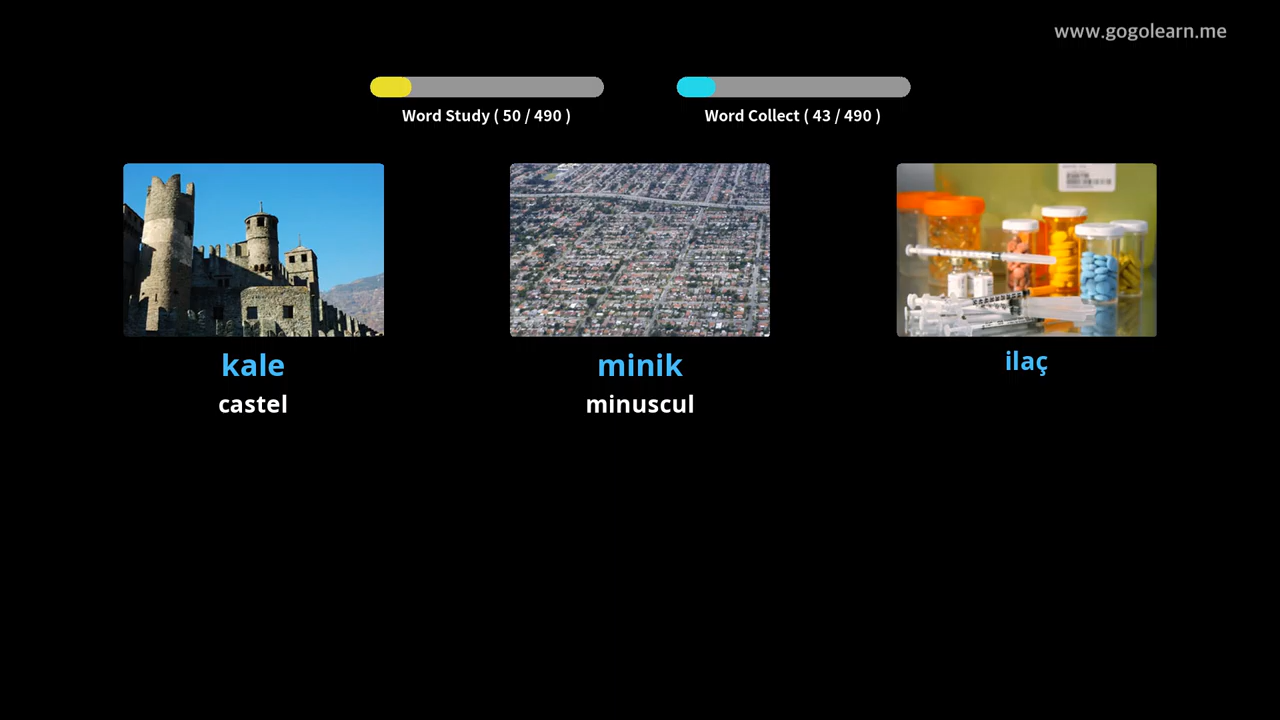 www.gogolearn.me
Word Study ( 50 / 490 )
Word Collect ( 43 / 490 )
kale
castel
minik
minuscul
ilaç